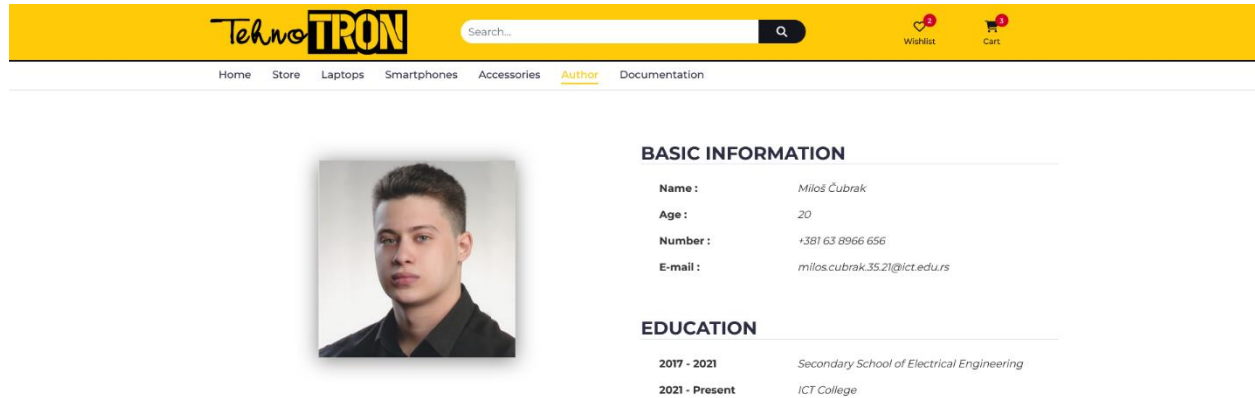 Tehno TRON
Search...
2
Wishlist
3
Cart
Home Store Laptops Smartphones Accessories Author Documentation
BASIC INFORMATION
Name : Miloš Čubrak
Age : 20
Number : +381 63 8966 656
E-mail : milos.cubrak.35.21@ict.edu.rs
EDUCATION
2017 - 2021 Secondary School of Electrical Engineering
2021 - Present ICT College